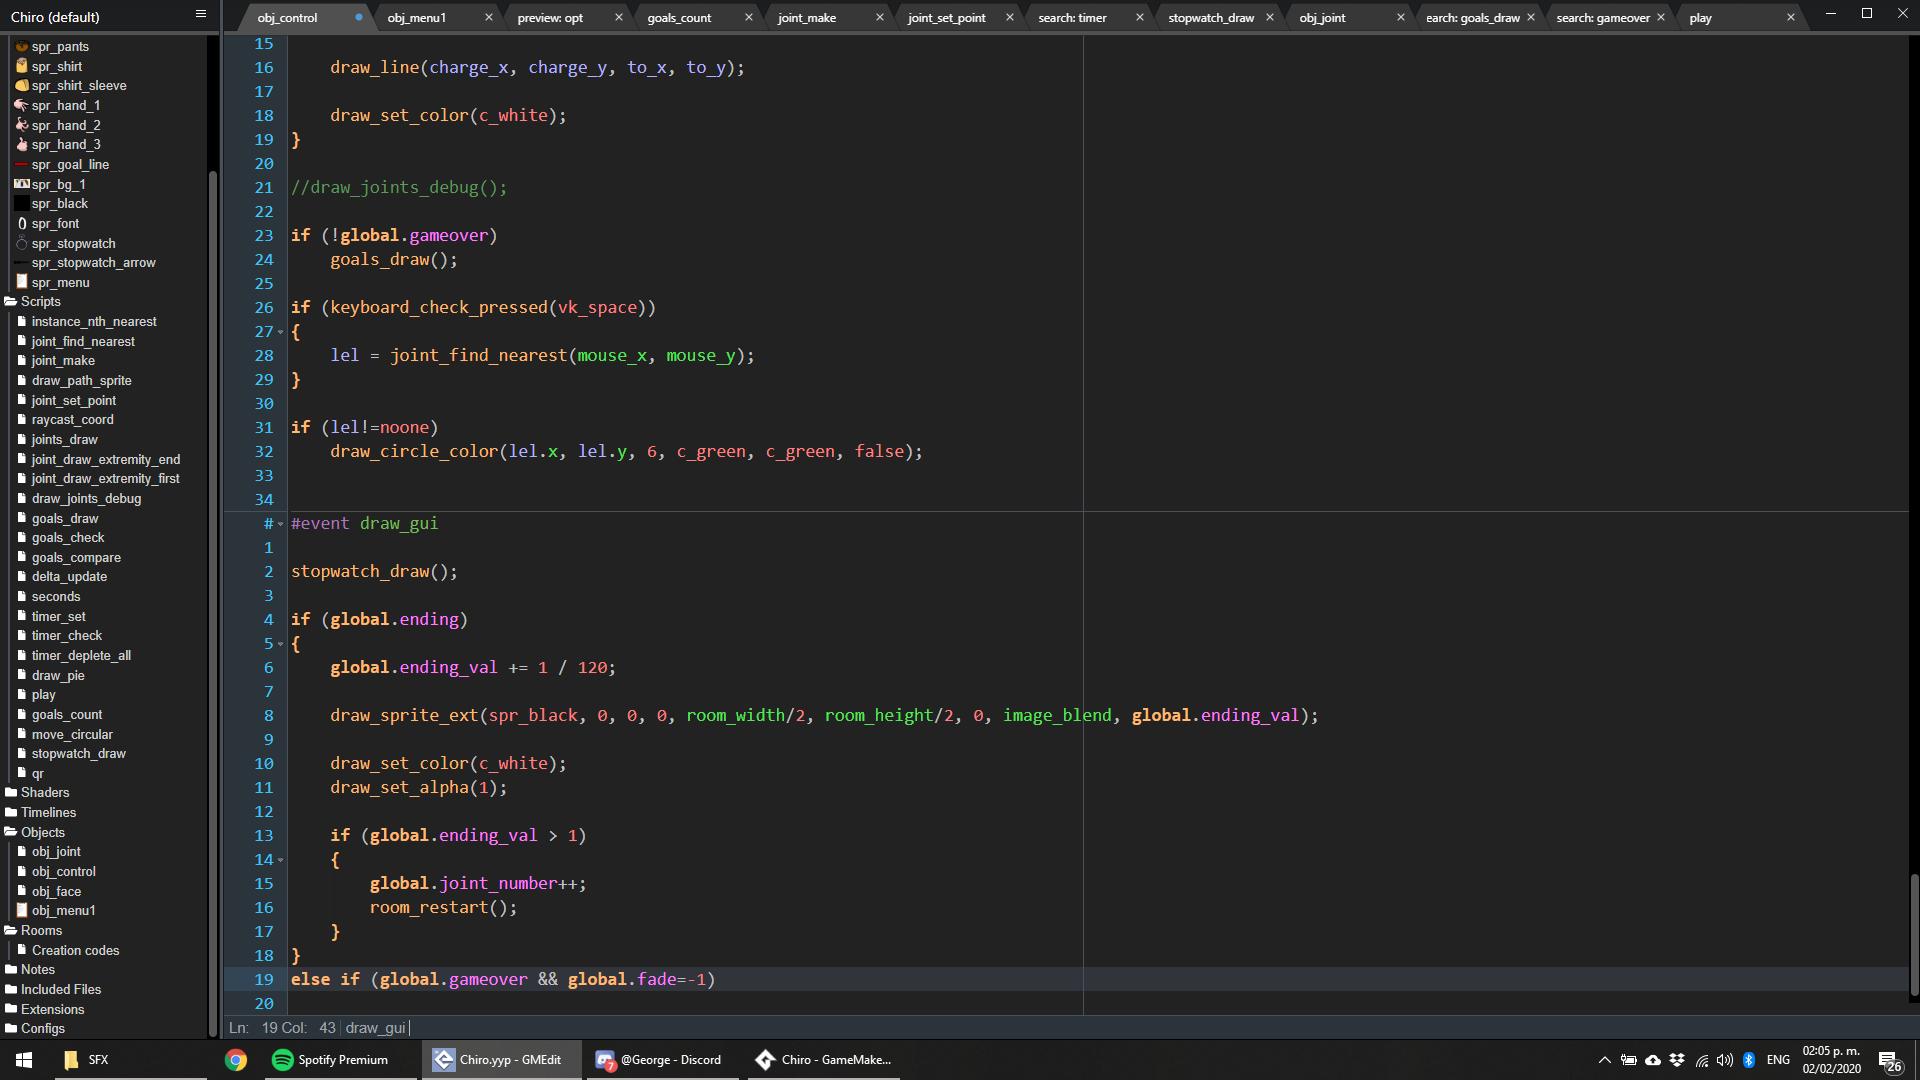 Chiro (default)
obj_control
obj_menu1
preview: opt
goals_count
joint_make
joint_set_point
search: timer
stopwatch_draw
obj_joint
earch: goals_draw
search: gameover
play
spr_pants
spr_shirt
spr_shirt_sleeve
spr_hand_1
spr_hand_2
spr_hand_3
spr_goal_line
spr_bg_1
spr_black
spr_font
spr_stopwatch
spr_stopwatch_arrow
spr_menu
Scripts
instance_nth_nearest
joint_find_nearest
joint_make
draw_path_sprite
joint_set_point
raycast_coord
joints_draw
joint_draw_extremity_end
joint_draw_extremity_first
draw_joints_debug
goals_draw
goals_check
goals_compare
delta_update
seconds
timer_set
timer_check
timer_deplete_all
draw_pie
play
goals_count
move_circular
stopwatch_draw
qr
Shaders
Timelines
Objects
obj_joint
obj_control
obj_face
obj_menu1
Rooms
Creation codes
Notes
Included Files
Extensions
Configs
15
16 draw_line(charge_x, charge_y, to_x, to_y);
17
18 draw_set_color(c_white);
19 }
20
21 //draw_joints_debug();
22
23 if (!global.gameover)
24 goals_draw();
25
26 if (keyboard_check_pressed(vk_space))
27 {
28 lel = joint_find_nearest(mouse_x, mouse_y);
29 }
30
31 if (lel!=noone)
32 draw_circle_color(lel.x, lel.y, 6, c_green, c_green, false);
33
34
# #event draw_gui
1
2 stopwatch_draw();
3
4 if (global.ending)
5 {
6 global.ending_val += 1 / 120;
7
8 draw_sprite_ext(spr_black, 0, 0, 0, room_width/2, room_height/2, 0, image_blend, global.ending_val);
9
10 draw_set_color(c_white);
11 draw_set_alpha(1);
12
13 if (global.ending_val > 1)
14 {
15 global.joint_number++;
16 room_restart();
17 }
18 }
19 else if (global.gameover && global.fade=-1)
20
Ln: 19 Col: 43 draw_gui
SFX
Spotify Premium
Chiro.yyp - GMEdit
7
@George - Discord
Chiro - GameMake...
ENG
02:05 p. m.
02/02/2020
26